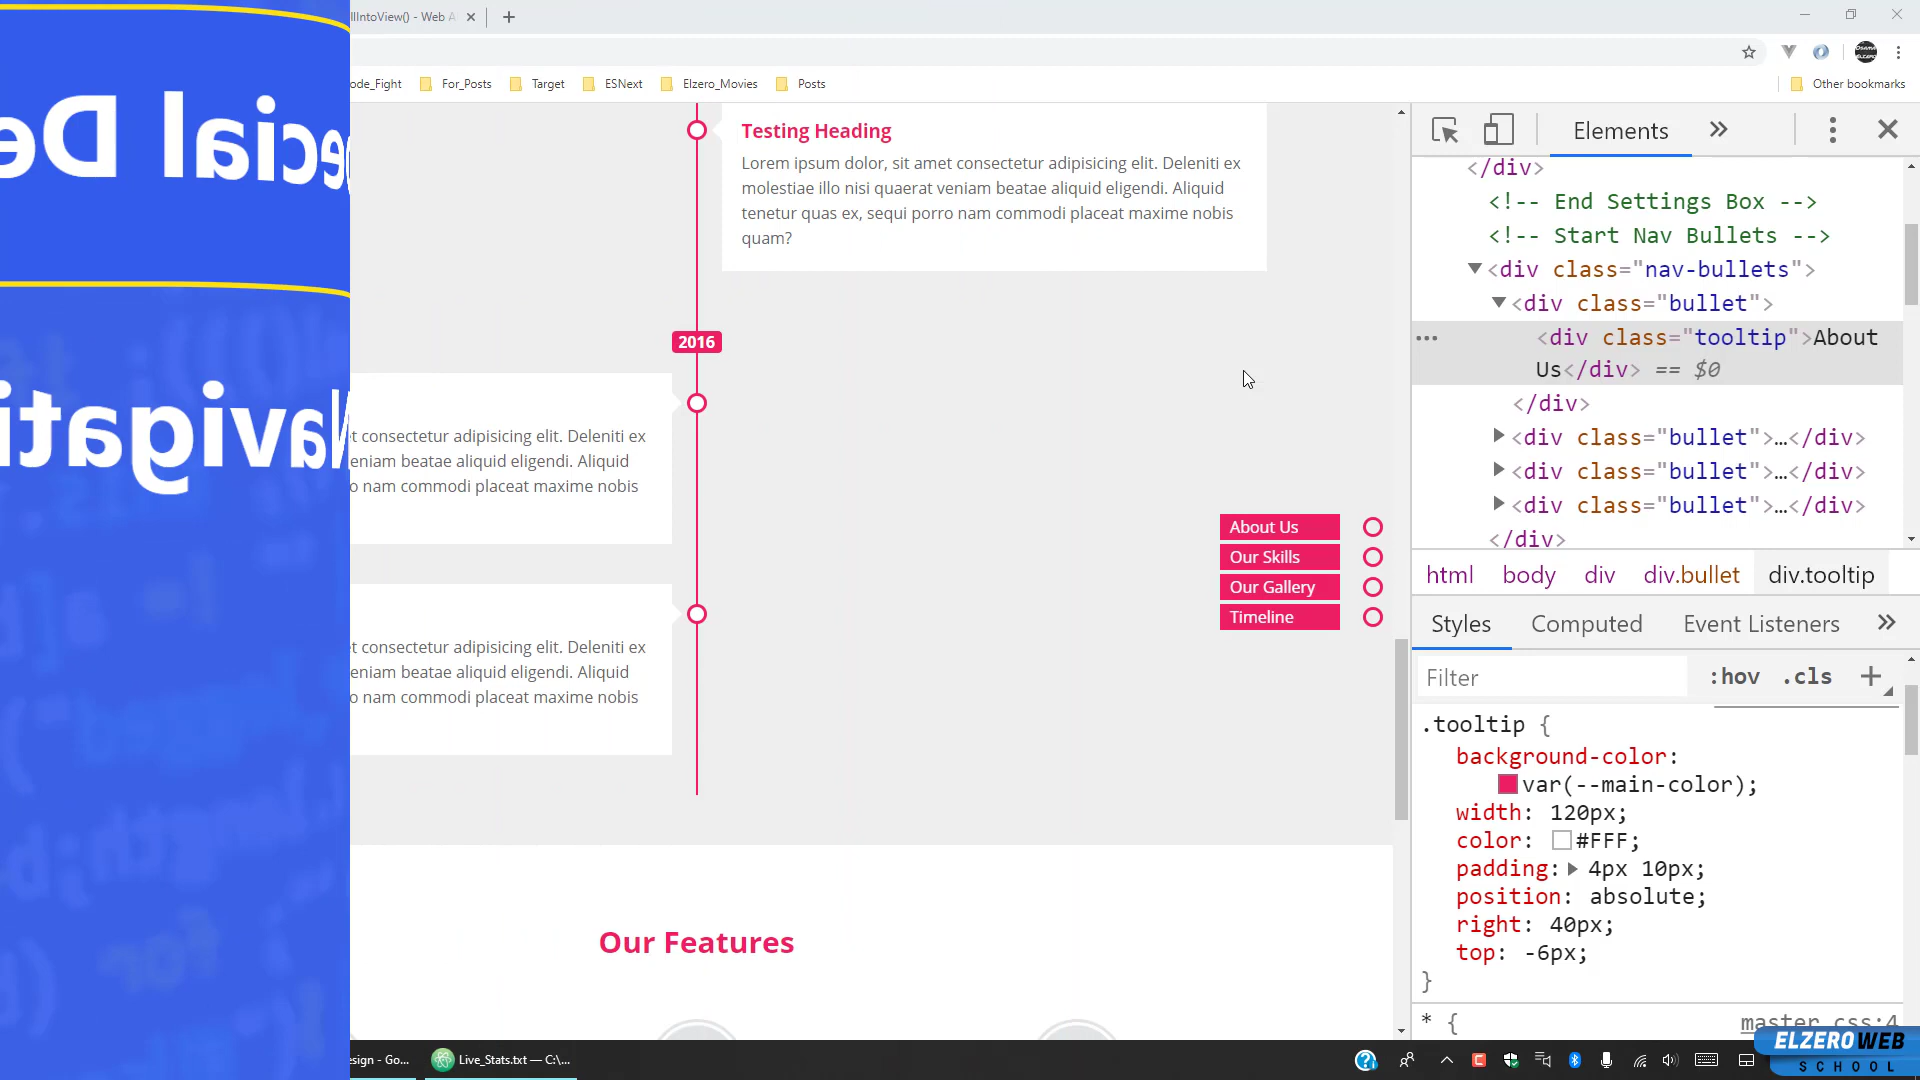 llIntoView() - Web A
ode_Fight
For_Posts
Target
ESNext
Elzero_Movies
Posts
Other bookmarks
Testing Heading
Lorem ipsum dolor, sit amet consectetur adipisicing elit. Deleniti ex
molestiae illo nisi quaerat veniam beatae aliquid eligendi. Aliquid
tenetur quas ex, sequi porro nam commodi placeat maxime nobis
quam?
2016
t consectetur adipisicing elit. Deleniti ex
eniam beatae aliquid eligendi. Aliquid
o nam commodi placeat maxime nobis
t consectetur adipisicing elit. Deleniti ex
eniam beatae aliquid eligendi. Aliquid
o nam commodi placeat maxime nobis
About Us
Our Skills
Our Gallery
Timeline
Our Features
Elements
</div>
<!-- End Settings Box -->
<!-- Start Nav Bullets -->
<div class="nav-bullets">
<div class="bullet">
<div class="tooltip">About
Us</div> == $0
</div>
<div class="bullet">…</div>
<div class="bullet">…</div>
<div class="bullet">…</div>
</div>
html body div div.bullet div.tooltip
Styles Computed Event Listeners
Filter :hov .cls
.tooltip {
background-color:
var(--main-color);
width: 120px;
color: #FFF;
padding: 4px 10px;
position: absolute;
right: 40px;
top: -6px;
}
* { master.css:4
ecial De
Navigati
esign - Go...
Live_Stats.txt — C:\...
ELZEROWEB
SCHOOL